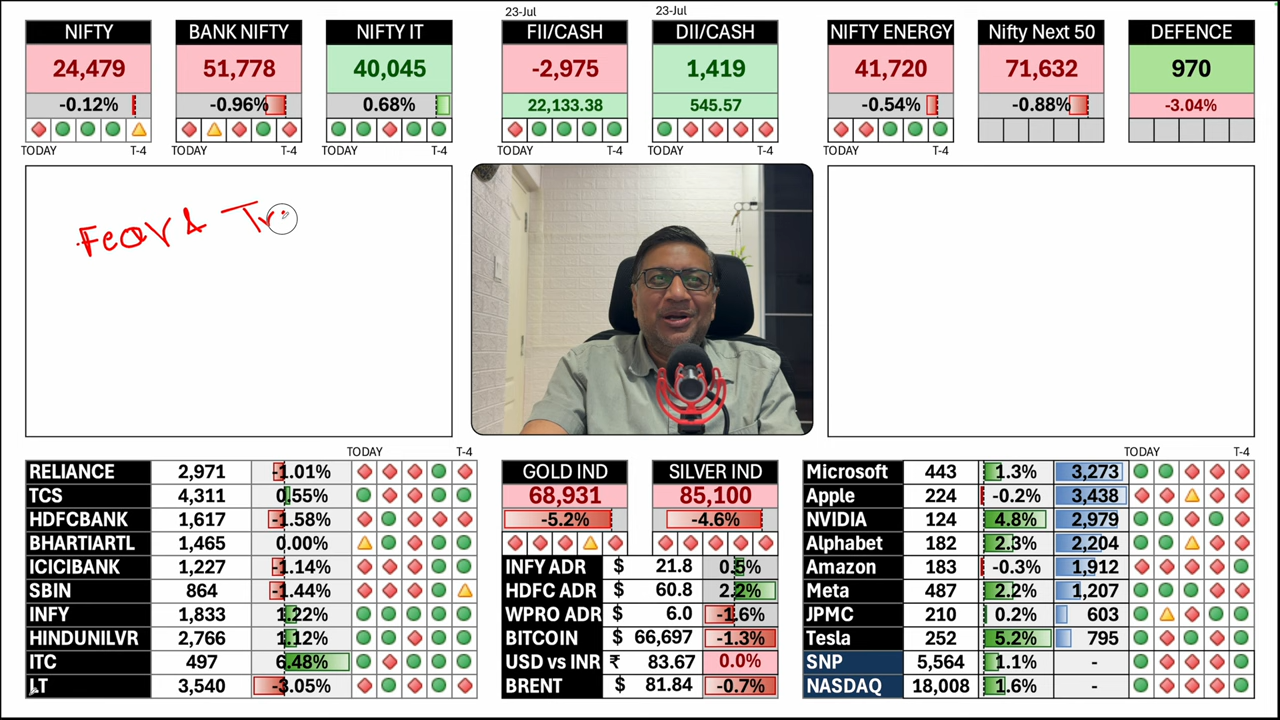 23-Jul 23-Jul
NIFTY BANK NIFTY NIFTY IT FII/CASH DII/CASH NIFTY ENERGY Nifty Next 50 DEFENCE
24,479 51,778 40,045 -2,975 1,419 41,720 71,632 970
-0.12% -0.96% 0.68% 22,133.38 545.57 -0.54% -0.88% -3.04%
TODAY T-4 TODAY T-4 TODAY T-4 TODAY T-4 TODAY T-4 TODAY T-4
Fear & Tr
TODAY T-4
RELIANCE 2,971 -1.01%
TCS 4,311 0.55%
HDFCBANK 1,617 -1.58%
BHARTIARTL 1,465 0.00%
ICICIBANK 1,227 -1.14%
SBIN 864 -1.44%
INFY 1,833 1.22%
HINDUNILVR 2,766 1.12%
ITC 497 6.48%
LT 3,540 -3.05%
GOLD IND SILVER IND
68,931 85,100
-5.2% -4.6%
INFY ADR $ 21.8 0.5%
HDFC ADR $ 60.8 2.2%
WPRO ADR $ 6.0 -1.6%
BITCOIN $ 66,697 -1.3%
USD vs INR ₹ 83.67 0.0%
BRENT $ 81.84 -0.7%
TODAY T-4
Microsoft 443 1.3% 3,273
Apple 224 -0.2% 3,438
NVIDIA 124 4.8% 2,979
Alphabet 182 2.3% 2,204
Amazon 183 -0.3% 1,912
Meta 487 2.2% 1,207
JPMC 210 0.2% 603
Tesla 252 5.2% 795
SNP 5,564 1.1% -
NASDAQ 18,008 1.6% -